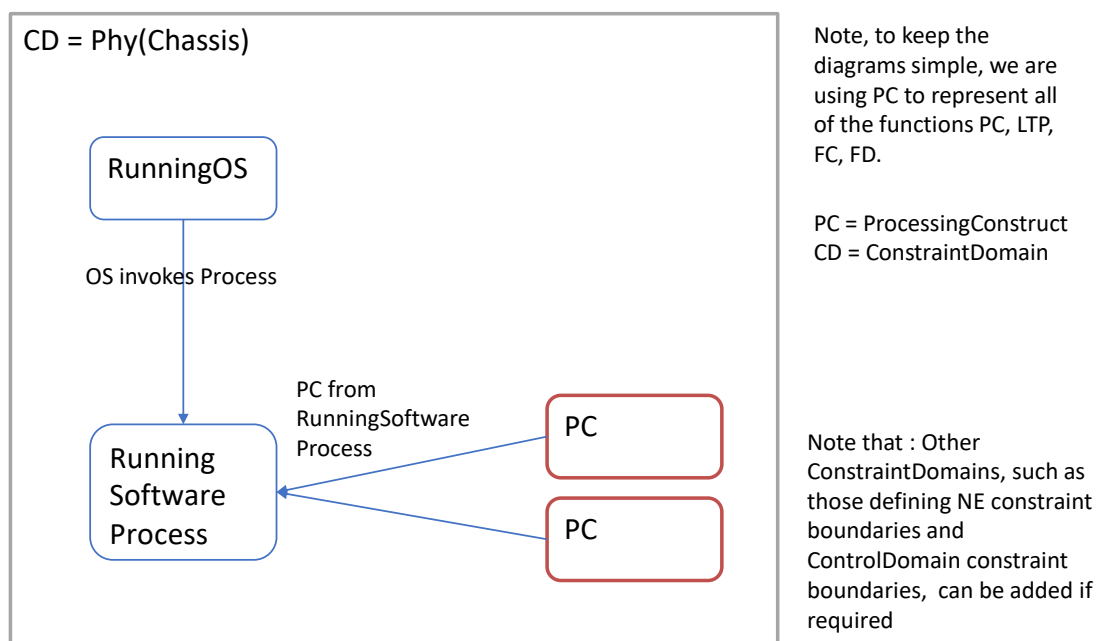 CD = Phy(Chassis)
RunningOS
OS invokes Process
PC from
RunningSoftware
Process
Running
Software
Process
PC
PC
Note, to keep the
diagrams simple, we are
using PC to represent all
of the functions PC, LTP,
FC, FD.
PC = ProcessingConstruct
CD = ConstraintDomain
Note that : Other
ConstraintDomains, such as
those defining NE constraint
boundaries and
ControlDomain constraint
boundaries,  can be added if
required